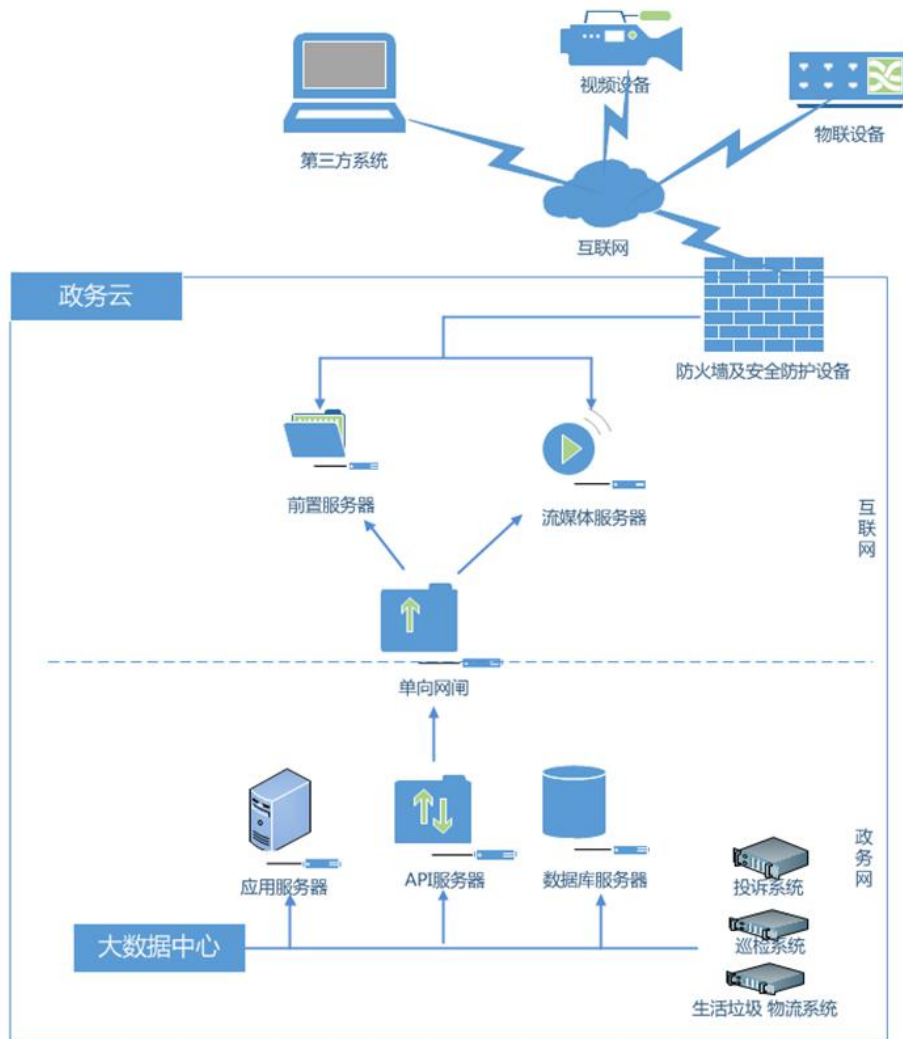 视频设备
第三方系统
物联设备
互联网
政务云
防火墙及安全防护设备
前置服务器
流媒体服务器
互联网
单向网闸
应用服务器
API服务器
数据库服务器
政务网
投诉系统
大数据中心
巡检系统
生活垃圾 物流系统